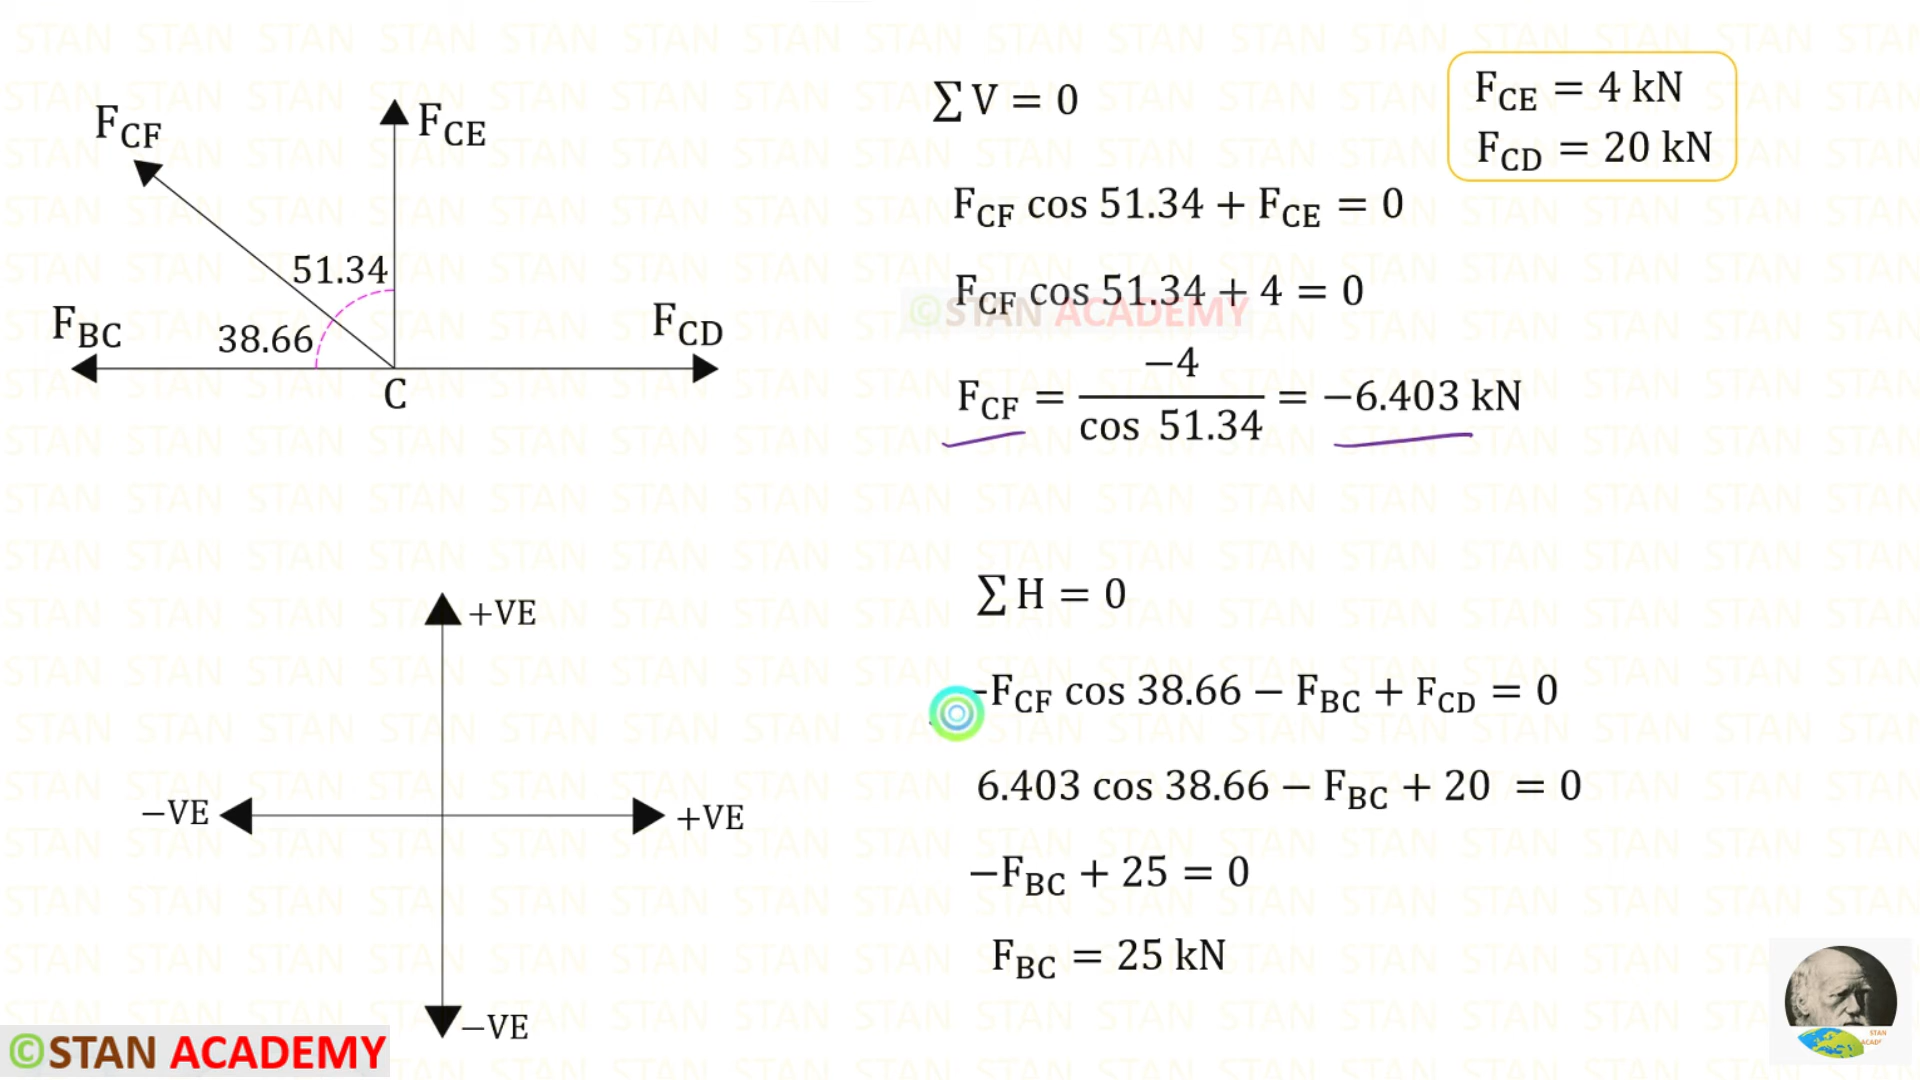 F_CF
F_CE
51.34
F_BC
38.66
F_CD
C
+VE
−VE
+VE
−VE
∑ V = 0
F_CF cos 51.34 + F_CE = 0
F_CF cos 51.34 + 4 = 0
©STAN ACADEMY
F_CF = −4 / cos 51.34 = −6.403 kN
F_CE = 4 kN
F_CD = 20 kN
∑ H = 0
-F_CF cos 38.66 − F_BC + F_CD = 0
6.403 cos 38.66 − F_BC + 20 = 0
−F_BC + 25 = 0
F_BC = 25 kN
©STAN ACADEMY
STAN